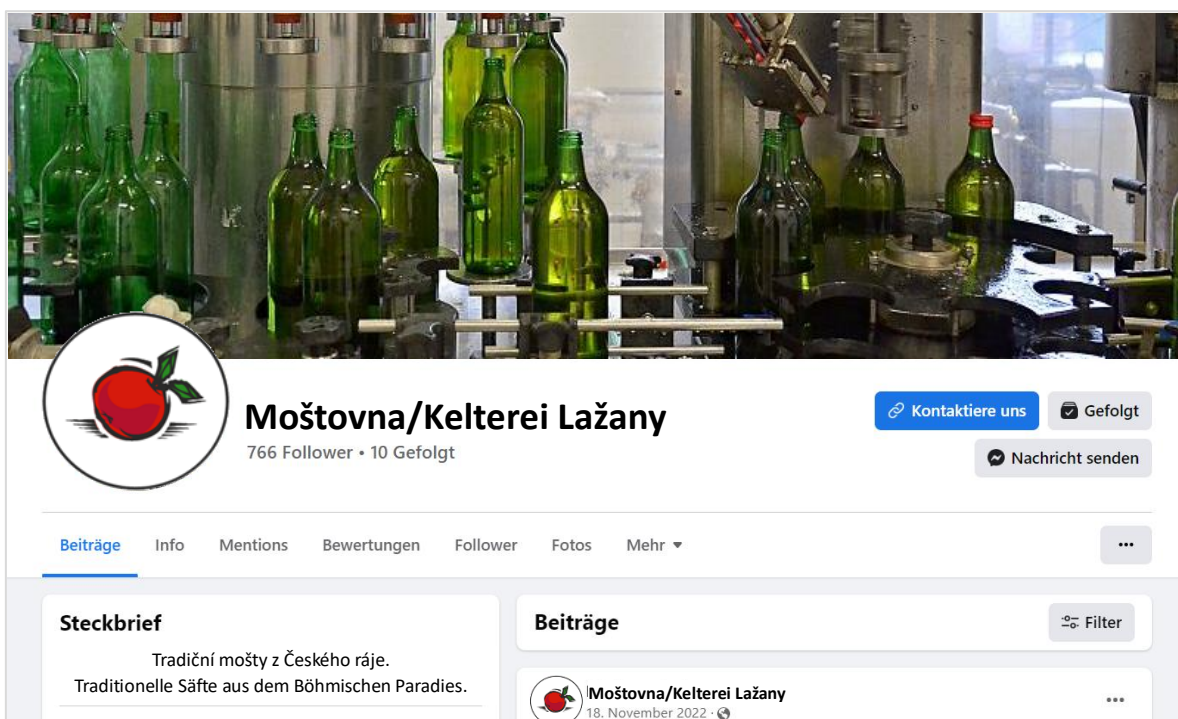 Moštovna/Kelterei Lažany
766 Follower • 10 Gefolgt
Kontaktiere uns
Gefolgt
Nachricht senden
Beiträge Info Mentions Bewertungen Follower Fotos Mehr
Steckbrief
Tradiční mošty z Českého ráje.
Traditionelle Säfte aus dem Böhmischen Paradies.
Beiträge
Filter
Moštovna/Kelterei Lažany
18. November 2022 ·